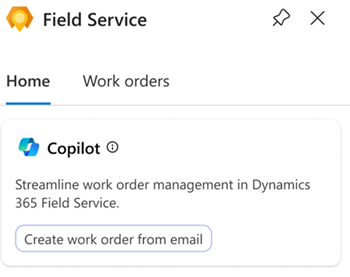 Field Service
Home Work orders
Copilot
Streamline work order management in Dynamics
365 Field Service.
Create work order from email